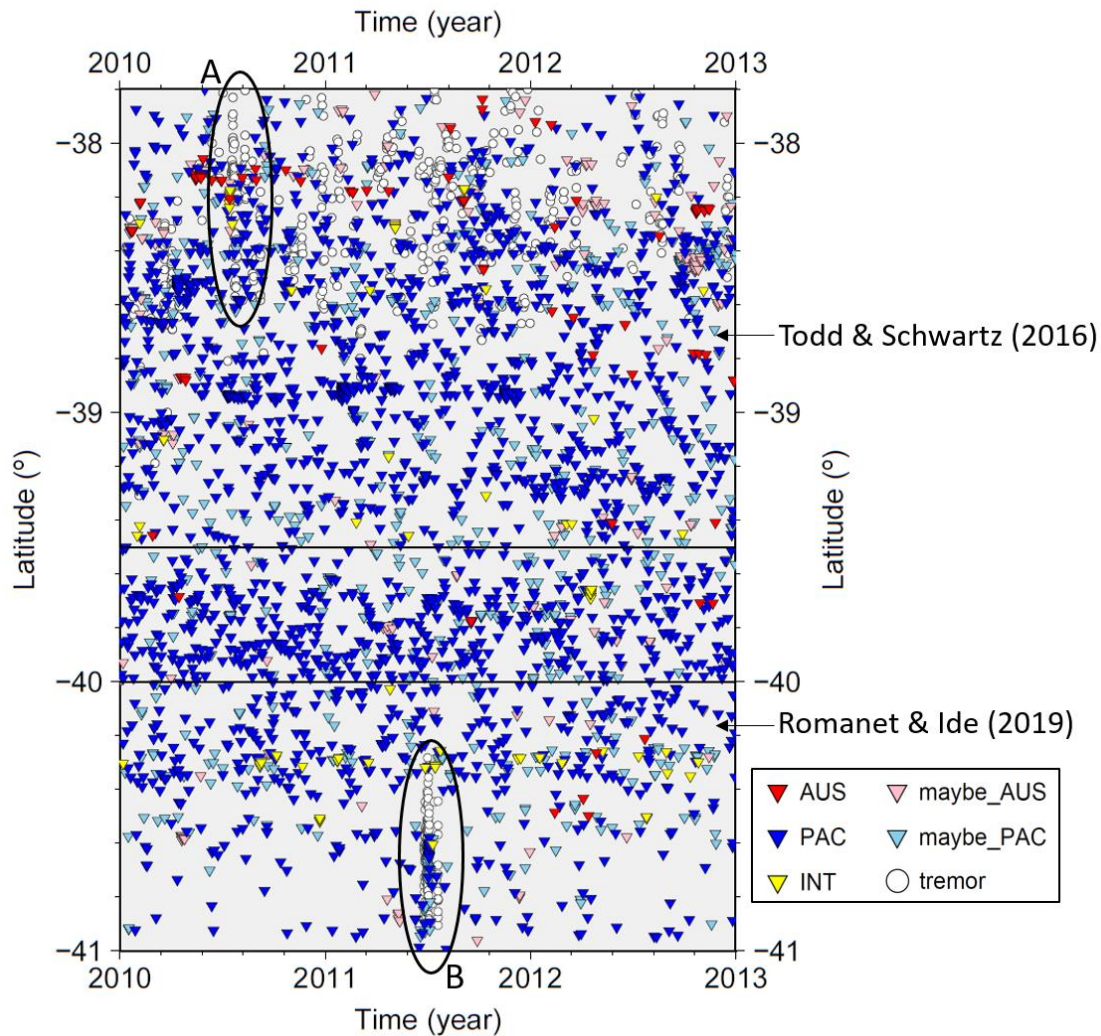 Time (year)
2010 2011 2012 2013
A
−38 −38
Todd & Schwartz (2016)
−39 −39
Latitude (°) Latitude (°)
−40 −40
Romanet & Ide (2019)
AUS maybe_AUS
PAC maybe_PAC
INT tremor
−41 −41
B
2010 2011 2012 2013
Time (year)